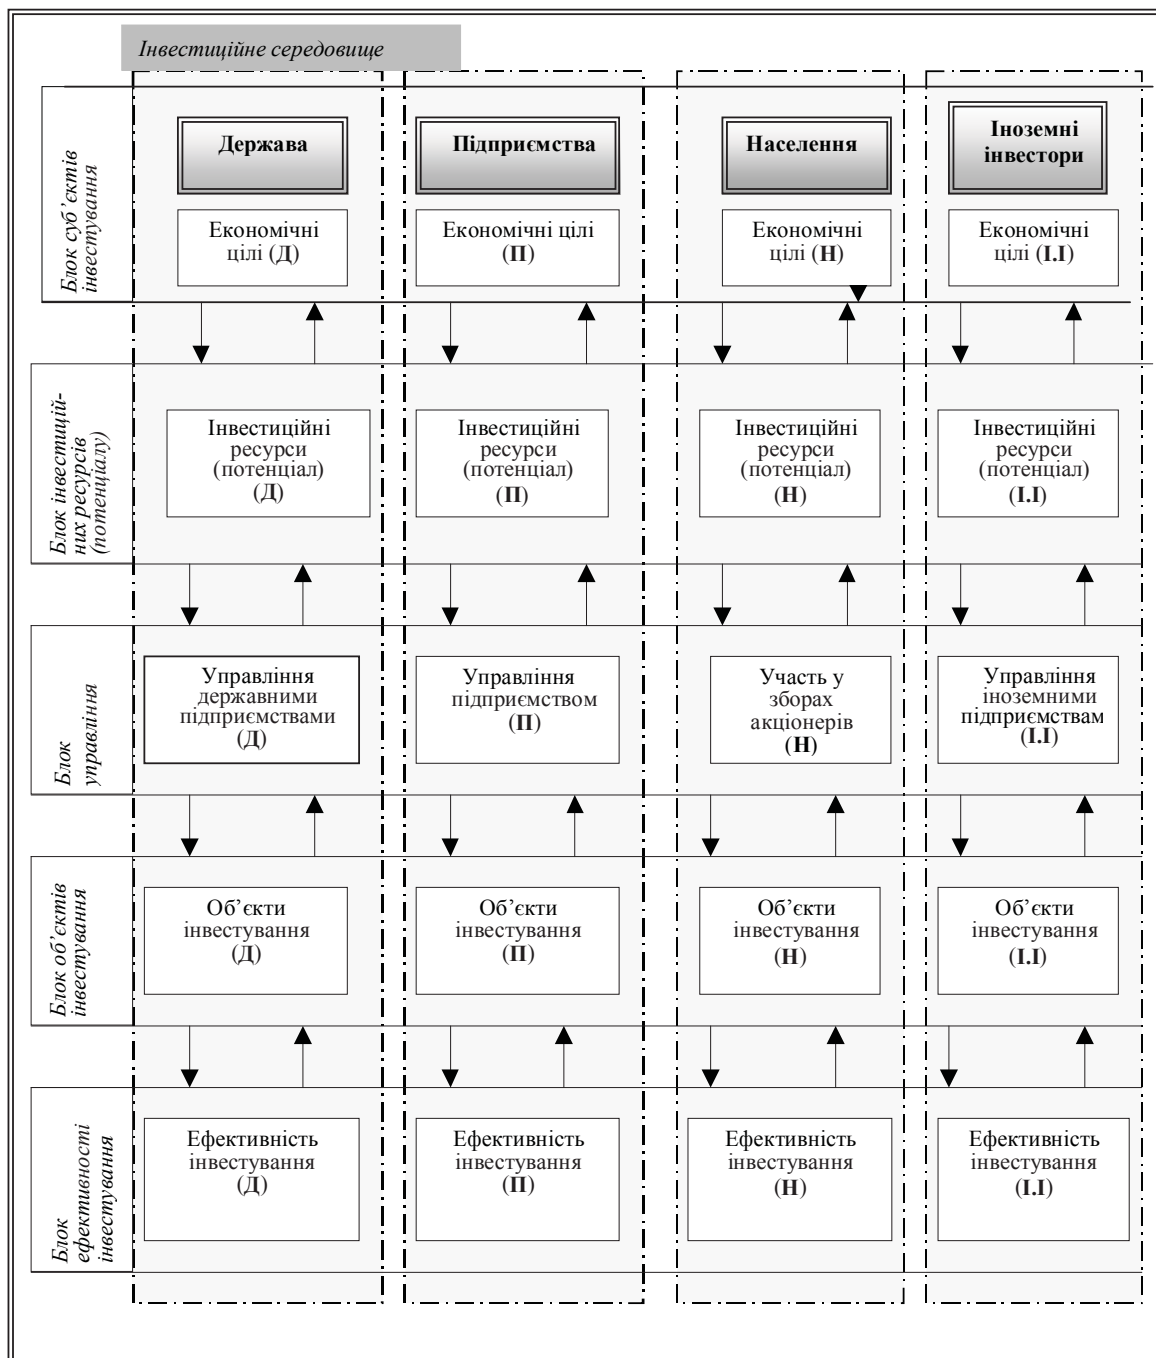 Інвестиційне середовище
Блок суб’єктів
інвестування
Держава
Підприємства
Населення
Іноземні
інвестори
Економічні
цілі (Д)
Економічні цілі
(П)
Економічні
цілі (Н)
Економічні
цілі (І.І)
Блок інвестицій-
них ресурсів
(потенціалу)
Інвестиційні
ресурси
(потенціал)
(Д)
Інвестиційні
ресурси
(потенціал)
(П)
Інвестиційні
ресурси
(потенціал)
(Н)
Інвестиційні
ресурси
(потенціал)
(І.І)
Блок
управління
Управління
державними
підприємствами
(Д)
Управління
підприємством
(П)
Участь у
зборах
акціонерів
(Н)
Управління
іноземними
підприємствам
(І.І)
Блок об’єктів
інвестування
Об’єкти
інвестування
(Д)
Об’єкти
інвестування
(П)
Об’єкти
інвестування
(Н)
Об’єкти
інвестування
(І.І)
Блок
ефективності
інвестування
Ефективність
інвестування
(Д)
Ефективність
інвестування
(П)
Ефективність
інвестування
(Н)
Ефективність
інвестування
(І.І)